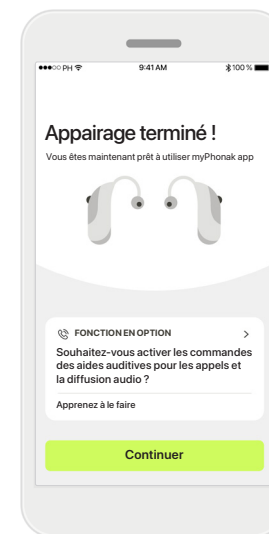 ●●●○○ PH 9:41 AM 100 %
Appairage terminé !
Vous êtes maintenant prêt à utiliser myPhonak app
FONCTION EN OPTION
Souhaitez-vous activer les commandes
des aides auditives pour les appels et
la diffusion audio ?
Apprenez à le faire
Continuer